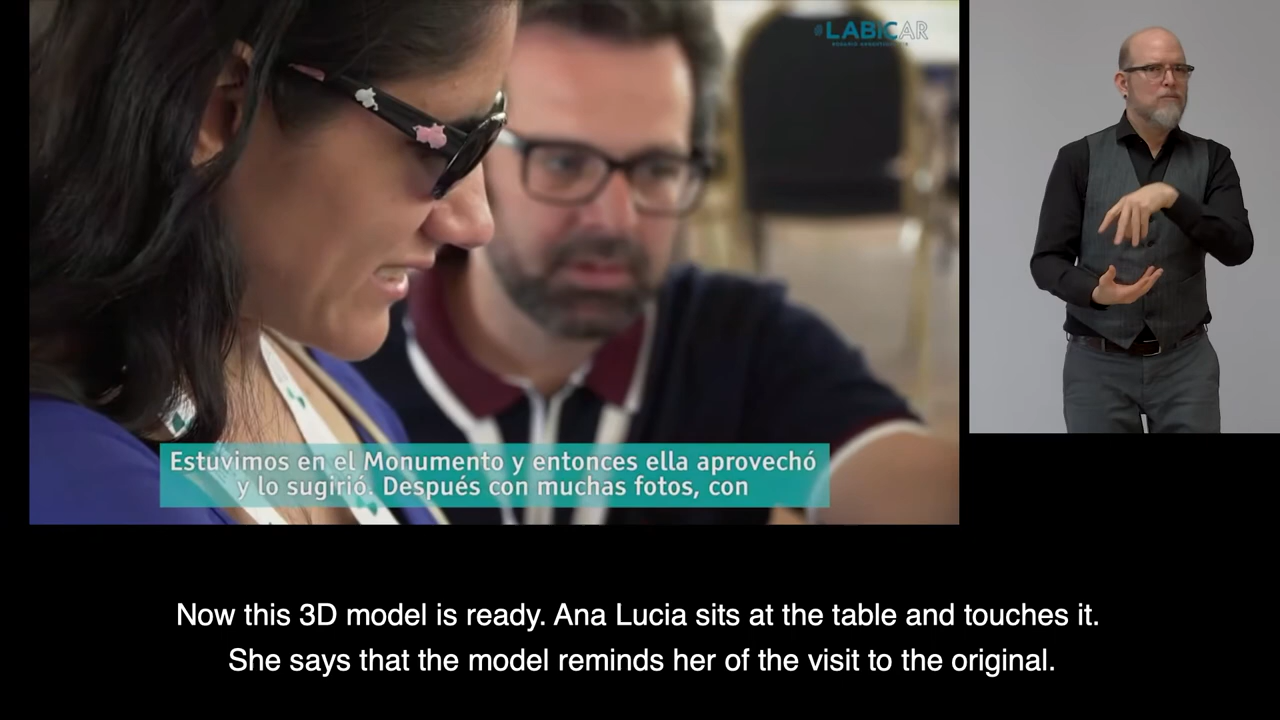 #LABICAR
Estuvimos en el Monumento y entonces ella aprovechó
y lo sugirió. Después con muchas fotos, con
Now this 3D model is ready. Ana Lucia sits at the table and touches it.
She says that the model reminds her of the visit to the original.